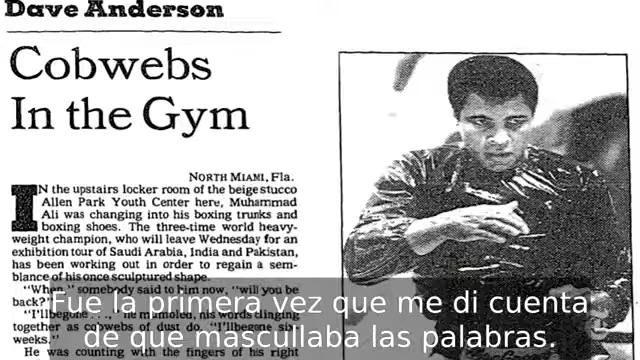 Dave Anderson
Cobwebs
In the Gym
NORTH MIAMI, Fla.
IN the upstairs locker room of the beige stucco
Allen Park Youth Center here, Muhammad
Ali was changing into his boxing trunks and
boxing shoes. The three-time world heavy-
weight champion, who will leave Wednesday for an
exhibition tour of Saudi Arabia, India and Pakistan,
has been working out in order to regain a sem-
blance of his once sculptured shape.
"When," somebody said to him now, "will you be
back?"
"I'llbegone . . ," he mumbled, his words clinging
together as cobwebs of dust do. "I'llbegone six
weeks."
He was counting with the fingers of his right
Fue la primera vez que me di cuenta
de que mascullaba las palabras.